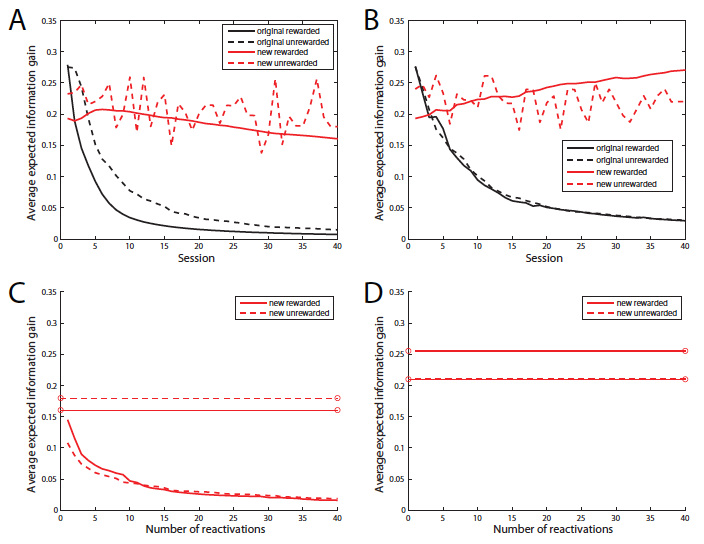 A
Average expected information gain
0.35
0.3
0.25
0.2
0.15
0.1
0.05
0
0 5 10 15 20 25 30 35 40
Session
original rewarded
original unrewarded
new rewarded
new unrewarded
B
Average expected information gain
0.35
0.3
0.25
0.2
0.15
0.1
0.05
0
0 5 10 15 20 25 30 35 40
Session
original rewarded
original unrewarded
new rewarded
new unrewarded
C
Average expected information gain
0.35
0.3
0.25
0.2
0.15
0.1
0.05
0
0 5 10 15 20 25 30 35 40
Number of reactivations
new rewarded
new unrewarded
D
Average expected information gain
0.35
0.3
0.25
0.2
0.15
0.1
0.05
0
0 5 10 15 20 25 30 35 40
Number of reactivations
new rewarded
new unrewarded